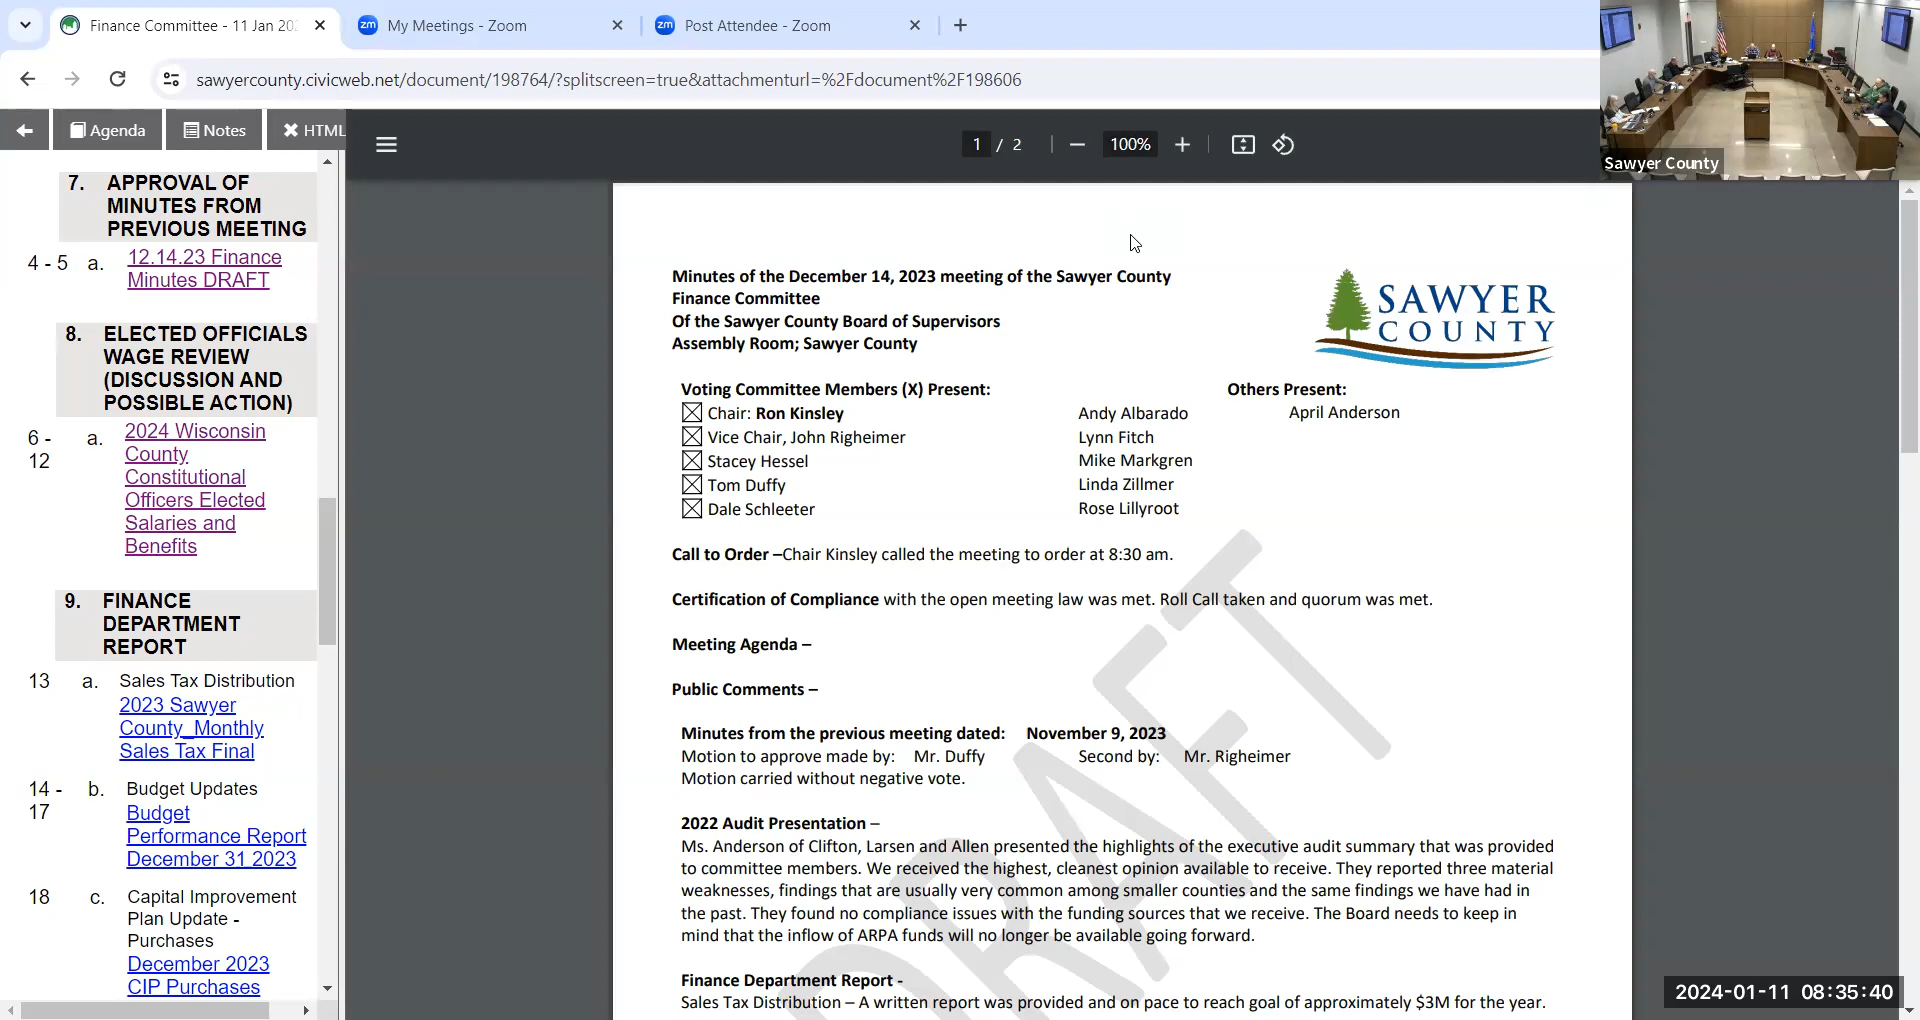 Finance Committee - 11 Jan 202
My Meetings - Zoom
Post Attendee - Zoom
sawyercounty.civicweb.net/document/198764/?splitscreen=true&attachmenturl=%2Fdocument%2F198606
Agenda
Notes
HTML
1 / 2
100%
Sawyer County
7. APPROVAL OF
MINUTES FROM
PREVIOUS MEETING
4 - 5 a. 12.14.23 Finance
Minutes DRAFT
8. ELECTED OFFICIALS
WAGE REVIEW
(DISCUSSION AND
POSSIBLE ACTION)
6 - a. 2024 Wisconsin
12 County
Constitutional
Officers Elected
Salaries and
Benefits
9. FINANCE
DEPARTMENT
REPORT
13 a. Sales Tax Distribution
2023 Sawyer
County_Monthly
Sales Tax Final
14 - b. Budget Updates
17 Budget
Performance Report
December 31 2023
18 c. Capital Improvement
Plan Update -
Purchases
December 2023
CIP Purchases
Minutes of the December 14, 2023 meeting of the Sawyer County
Finance Committee
Of the Sawyer County Board of Supervisors
Assembly Room; Sawyer County
SAWYER
COUNTY
Voting Committee Members (X) Present: Others Present:
Chair: Ron Kinsley Andy Albarado April Anderson
Vice Chair, John Righeimer Lynn Fitch
Stacey Hessel Mike Markgren
Tom Duffy Linda Zillmer
Dale Schleeter Rose Lillyroot
Call to Order –Chair Kinsley called the meeting to order at 8:30 am.
Certification of Compliance with the open meeting law was met. Roll Call taken and quorum was met.
Meeting Agenda –
Public Comments –
Minutes from the previous meeting dated: November 9, 2023
Motion to approve made by: Mr. Duffy Second by: Mr. Righeimer
Motion carried without negative vote.
2022 Audit Presentation –
Ms. Anderson of Clifton, Larsen and Allen presented the highlights of the executive audit summary that was provided
to committee members. We received the highest, cleanest opinion available to receive. They reported three material
weaknesses, findings that are usually very common among smaller counties and the same findings we have had in
the past. They found no compliance issues with the funding sources that we receive. The Board needs to keep in
mind that the inflow of ARPA funds will no longer be available going forward.
Finance Department Report -
Sales Tax Distribution – A written report was provided and on pace to reach goal of approximately $3M for the year.
DRAFT
2024-01-11 08:35:40